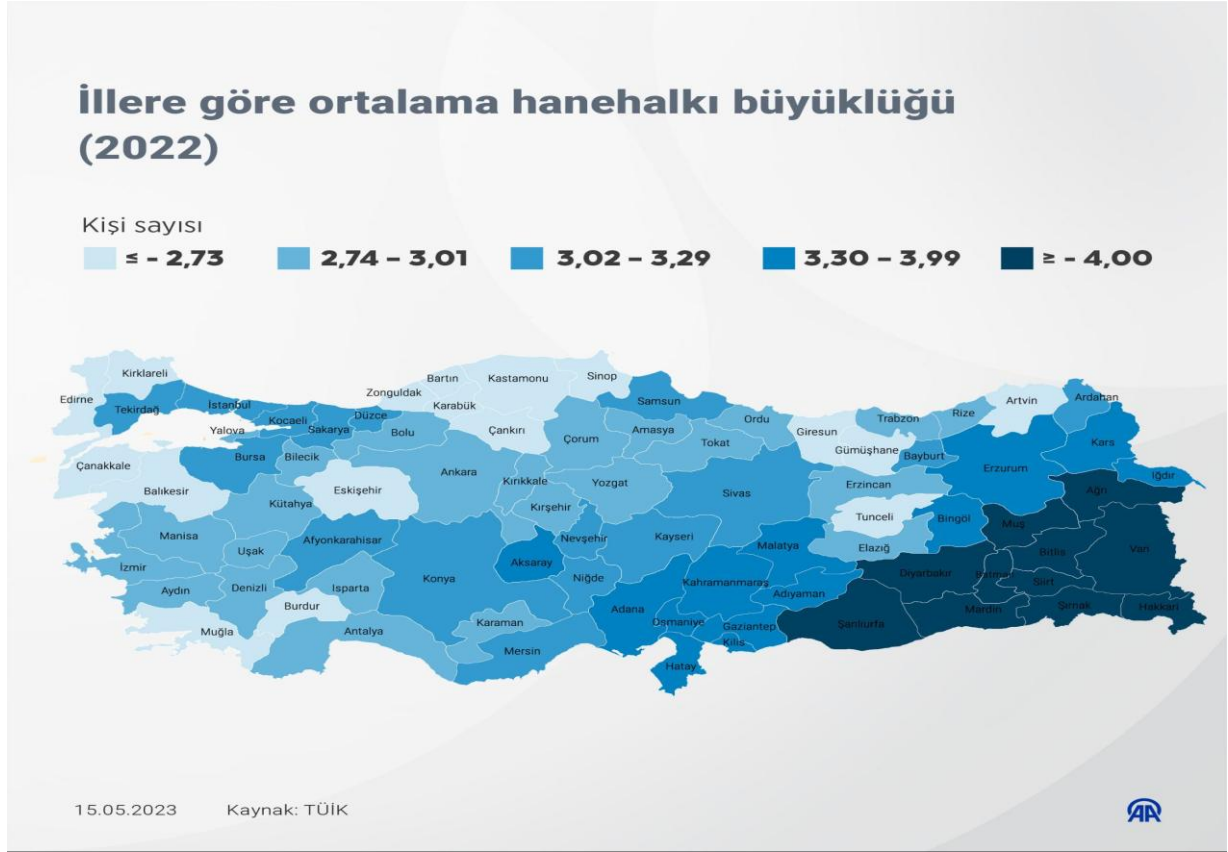 İllere göre ortalama hanehalkı büyüklüğü
(2022)
Kişi sayısı
≤ - 2,73
2,74 – 3,01
3,02 – 3,29
3,30 – 3,99
≥ - 4,00
Kirklareli
Edirne
Tekirdağ
İstanbul
Kocaeli
Yalova
Sakarya
Düzce
Zonguldak
Bartın
Karabük
Kastamonu
Sinop
Çankırı
Bolu
Samsun
Çorum
Amasya
Tokat
Ordu
Giresun
Trabzon
Rize
Artvin
Ardahan
Gümüşhane
Bayburt
Kars
Erzurum
Iğdır
Çanakkale
Bursa
Bilecik
Balıkesir
Eskişehir
Kütahya
Ankara
Kırıkkale
Yozgat
Kırşehir
Sivas
Erzincan
Tunceli
Bingöl
Ağrı
Muş
Manisa
Uşak
Afyonkarahisar
Nevşehir
Kayseri
Malatya
Elazığ
Bitlis
Van
İzmir
Aydın
Denizli
Isparta
Burdur
Konya
Aksaray
Niğde
Kahramanmaraş
Adıyaman
Diyarbakır
Batman
Siirt
Muğla
Antalya
Karaman
Mersin
Adana
Osmaniye
Gaziantep
Kilis
Şanlıurfa
Mardin
Şırnak
Hakkari
Hatay
15.05.2023 Kaynak: TÜİK
AA